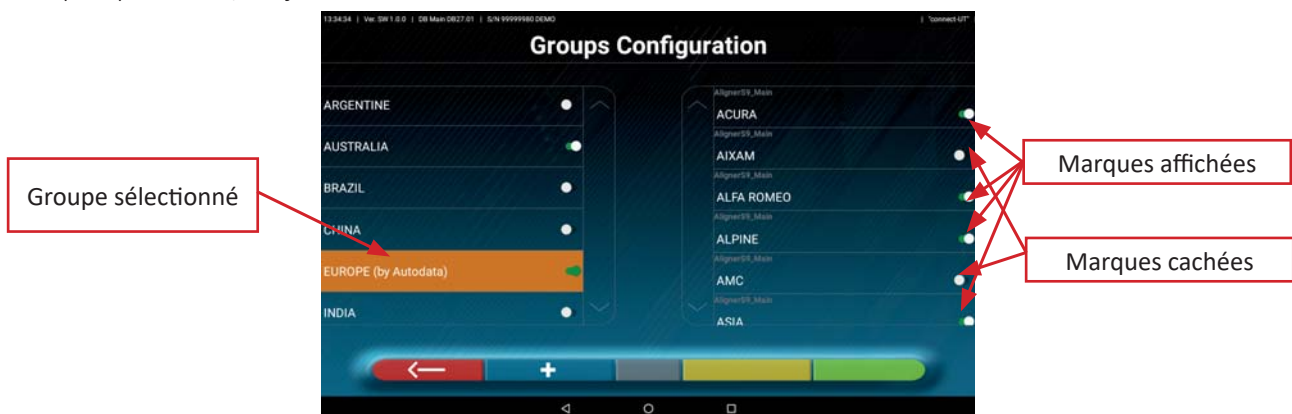 13:34:34 | Ver. SW 1.0.0 | DB Main DB27.01 | S/N 99999980 DEMO | "connect-UT"
Groups Configuration
ARGENTINE
AUSTRALIA
BRAZIL
CHINA
EUROPE (by Autodata)
INDIA
AlignerS9_Main
ACURA
AlignerS9_Main
AIXAM
AlignerS9_Main
ALFA ROMEO
AlignerS9_Main
ALPINE
AlignerS9_Main
AMC
AlignerS9_Main
ASIA
Groupe sélectionné
Marques affichées
Marques cachées